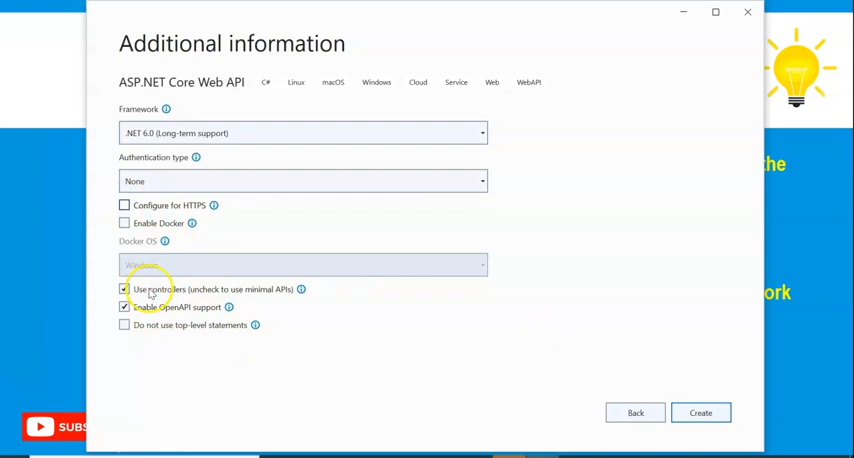 Additional information
ASP.NET Core Web API C# Linux macOS Windows Cloud Service Web WebAPI
Framework
.NET 6.0 (Long-term support)
the
Authentication type
None
Configure for HTTPS
Enable Docker
Docker OS
Windows
Use controllers (uncheck to use minimal APIs)
ork
Enable OpenAPI support
Do not use top-level statements
Back Create
SUBS